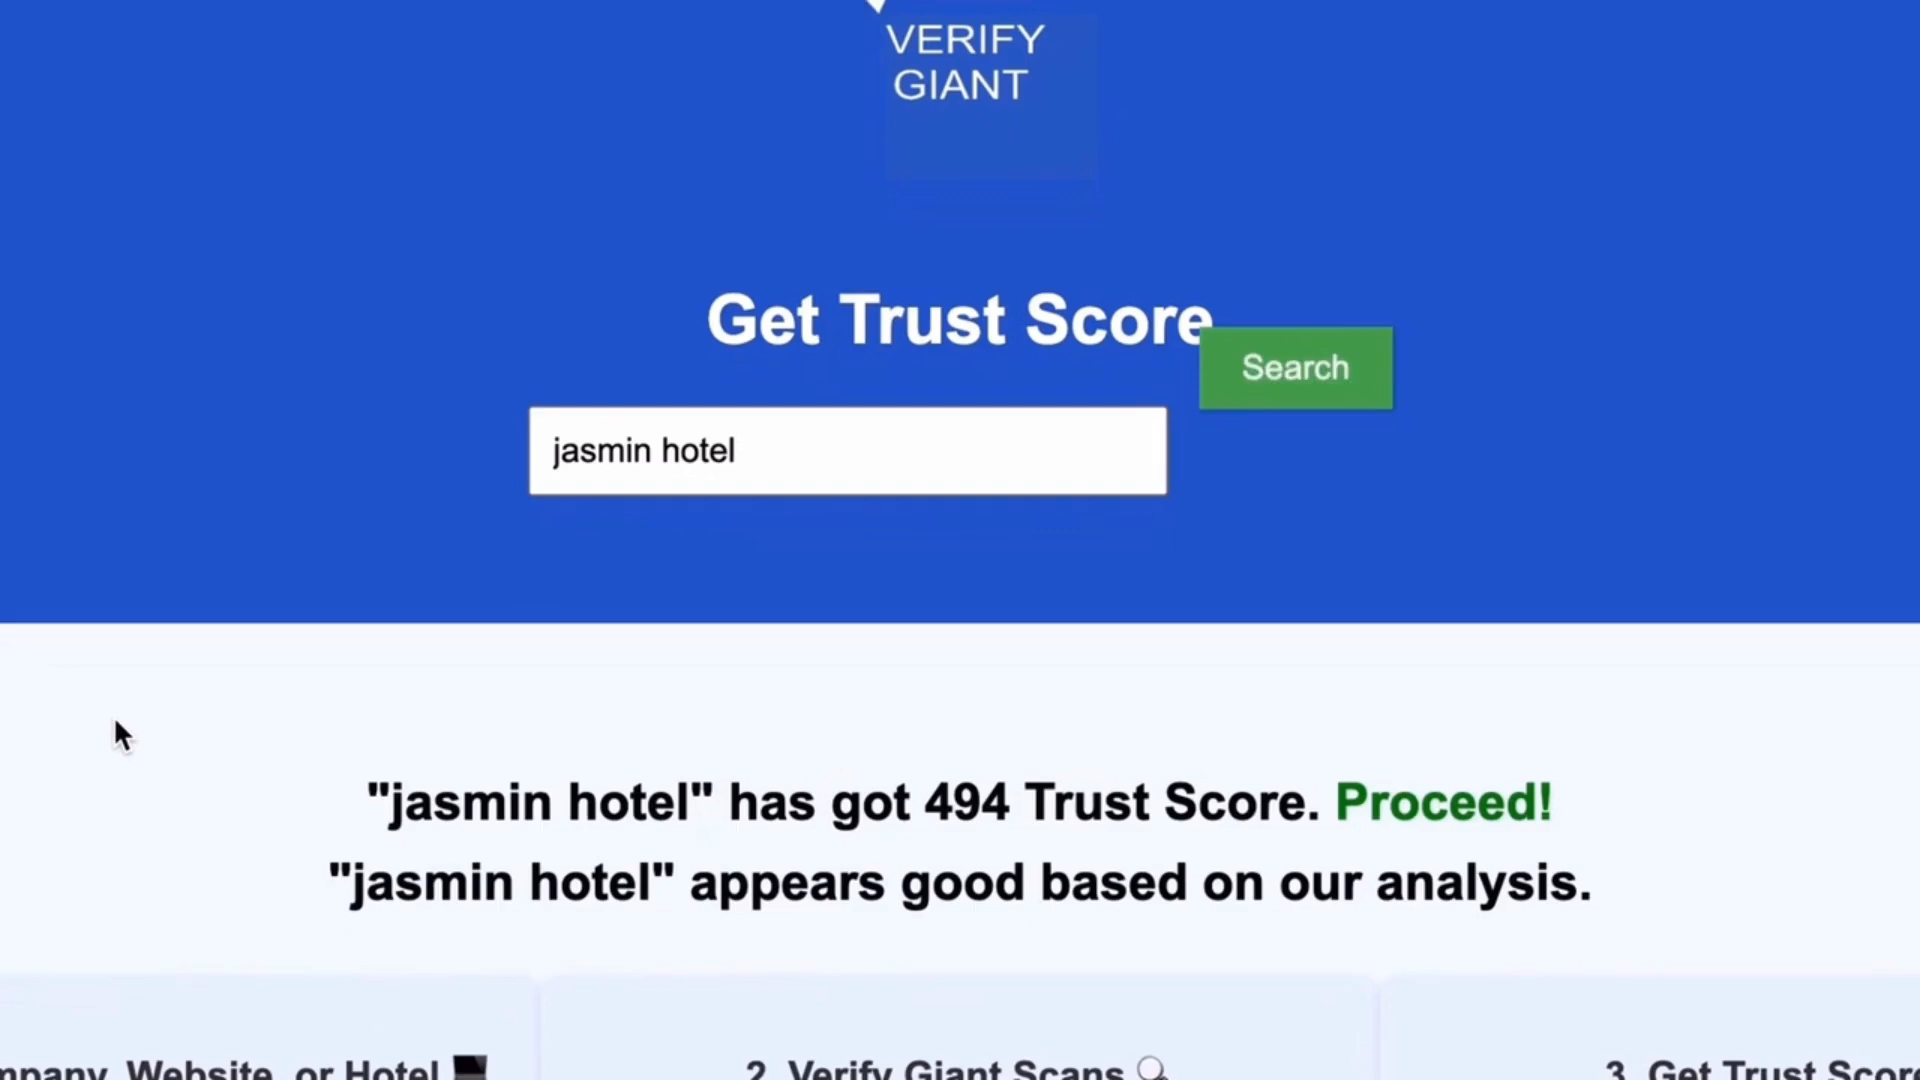 VERIFY
GIANT
Get Trust Score
Search
jasmin hotel
"jasmin hotel" has got 494 Trust Score. Proceed!
"jasmin hotel" appears good based on our analysis.
Website, or Hotel
2. Verify Giant Scans
3. Get Trust Score